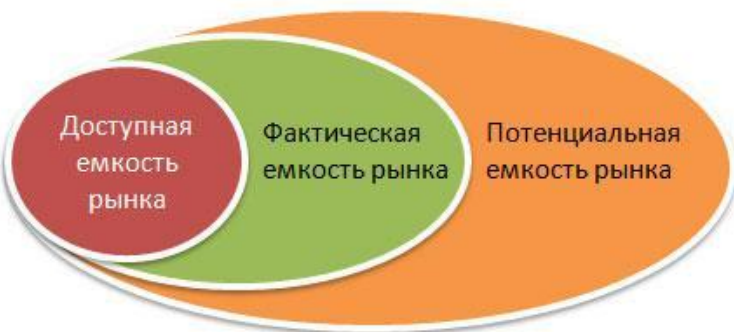 Доступная
емкость
рынка
Фактическая
емкость рынка
Потенциальная
емкость рынка